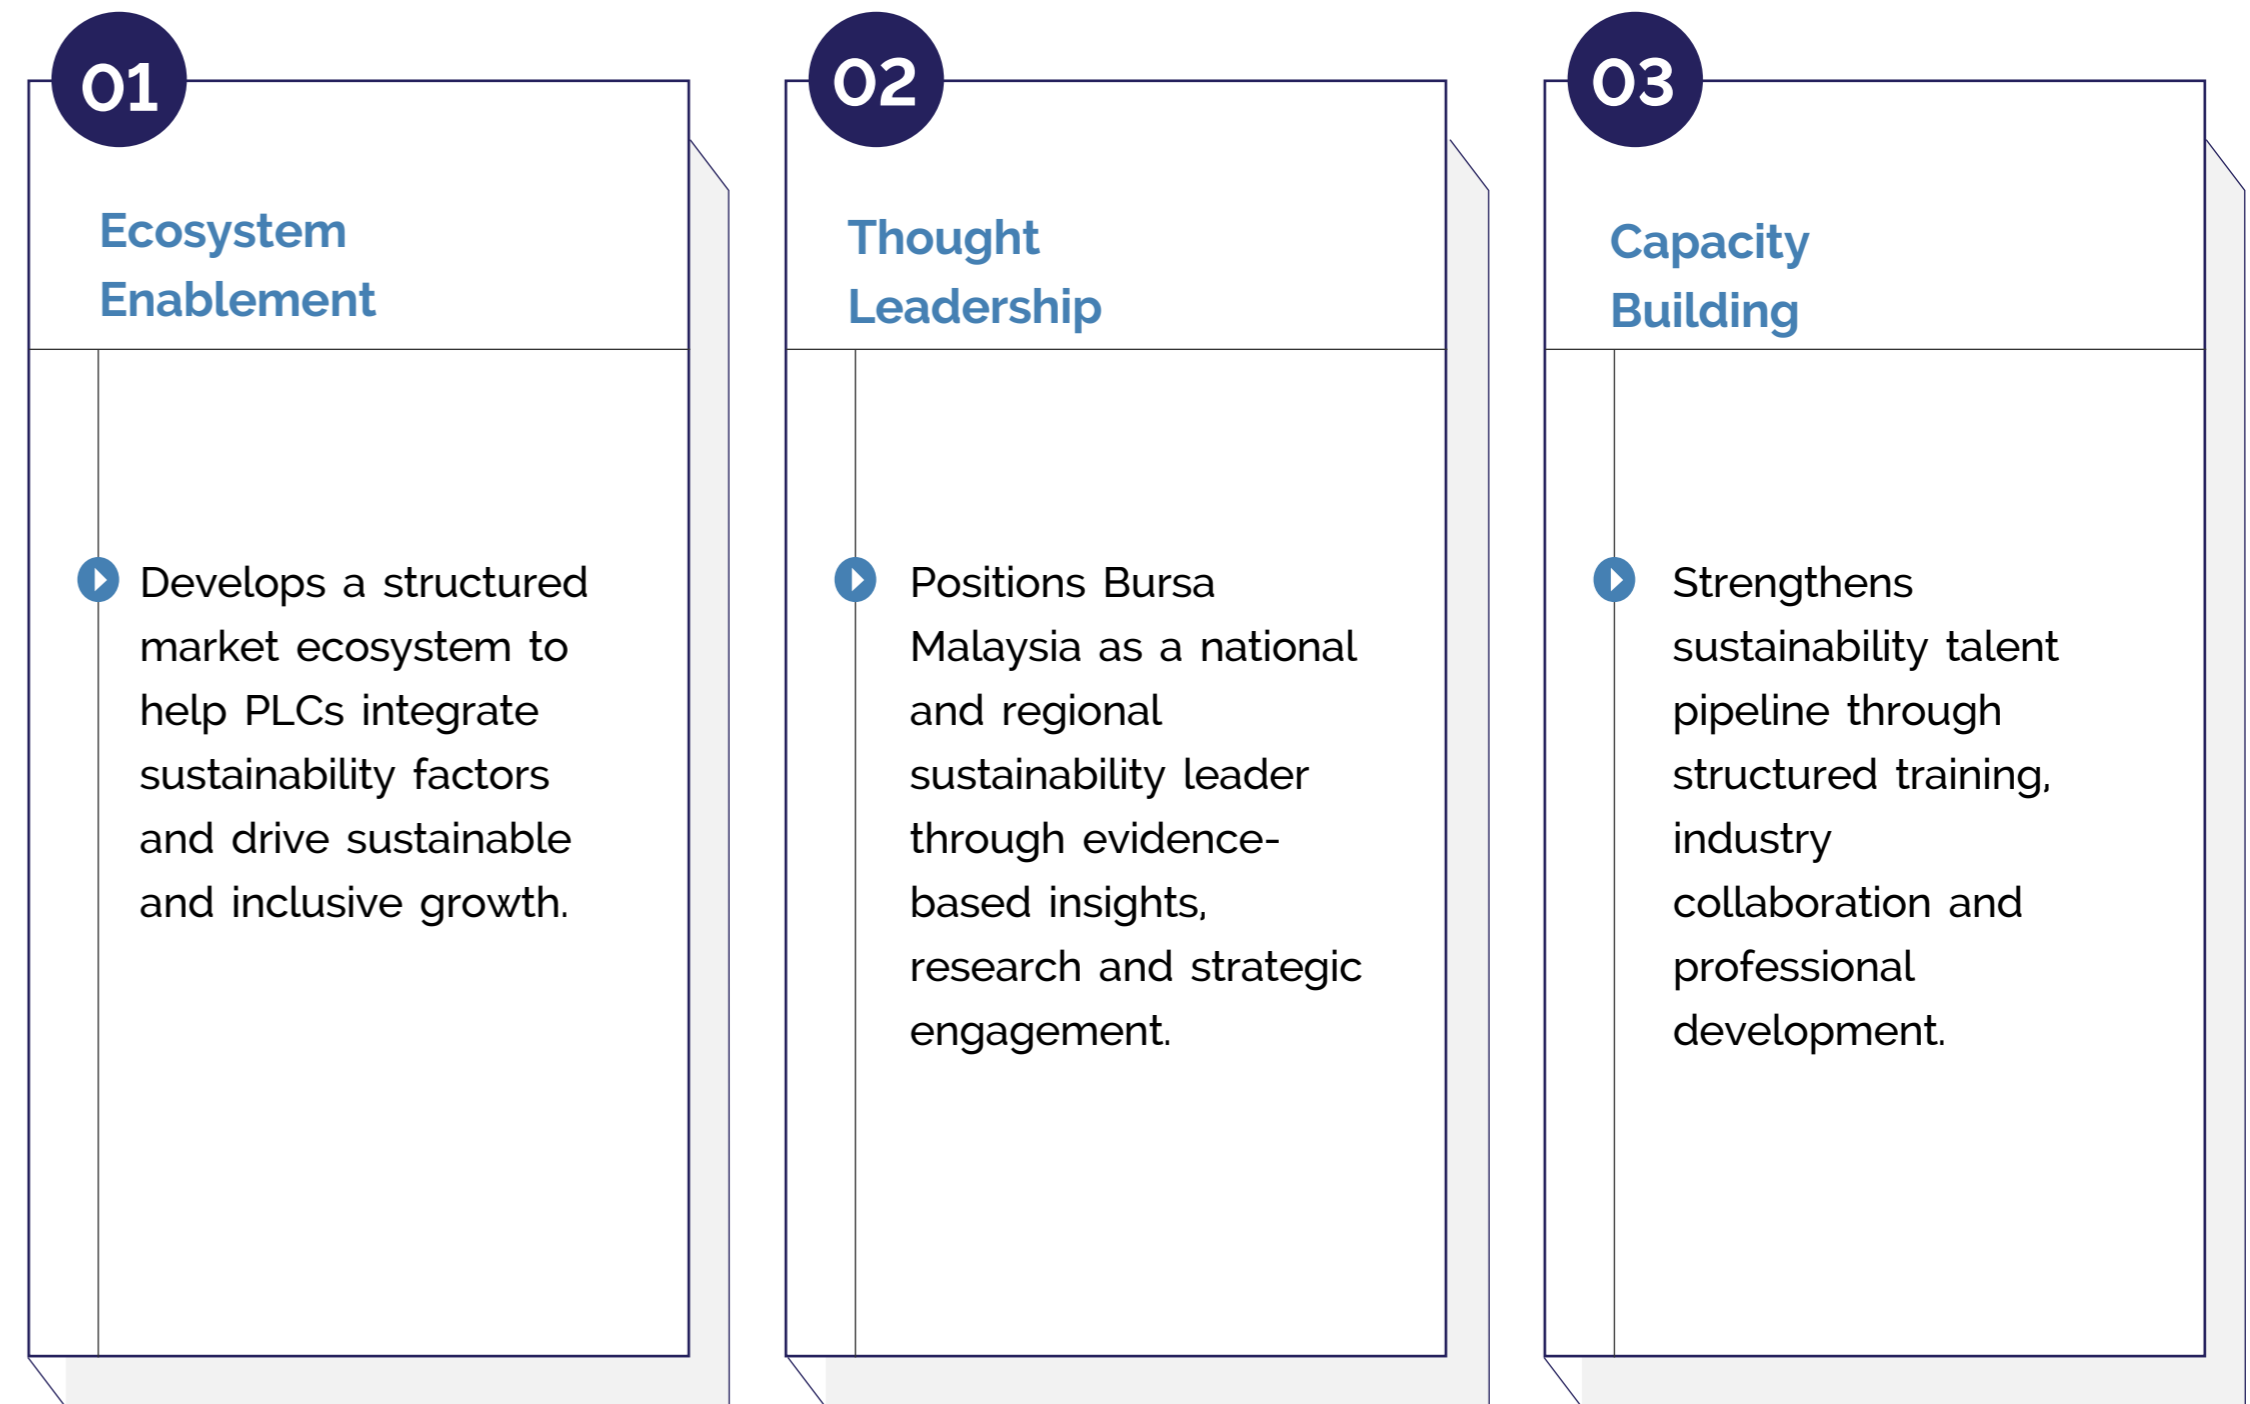 01
Ecosystem
Enablement
Develops a structured
market ecosystem to
help PLCs integrate
sustainability factors
and drive sustainable
and inclusive growth.
02
Thought
Leadership
Positions Bursa
Malaysia as a national
and regional
sustainability leader
through evidence-
based insights,
research and strategic
engagement.
03
Capacity
Building
Strengthens
sustainability talent
pipeline through
structured training,
industry
collaboration and
professional
development.